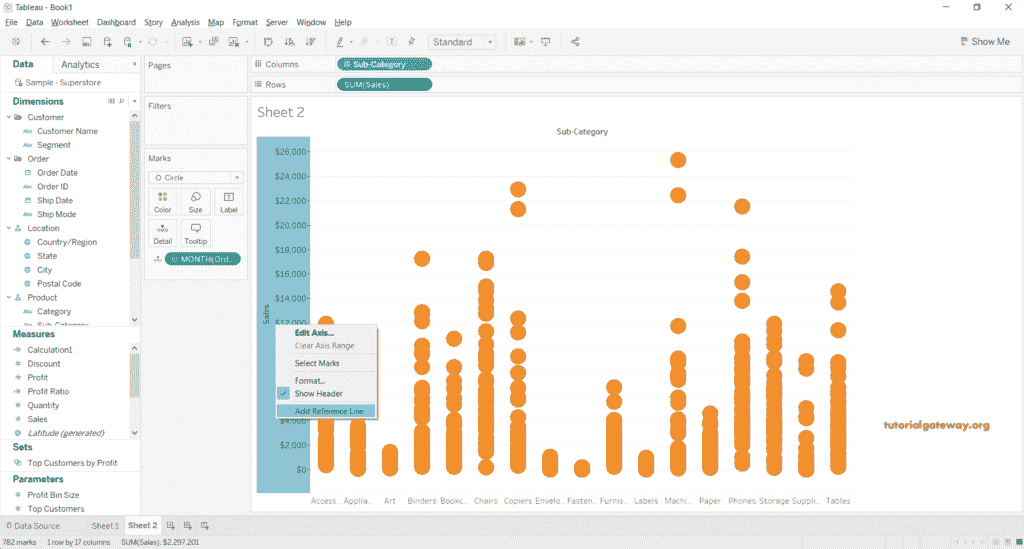 Tableau - Book1
File Data Worksheet Dashboard Story Analysis Map Format Server Window Help
Standard
Show Me
Data Analytics
Sample - Superstore
Dimensions
Customer
Abc Customer Name
Abc Segment
Order
Order Date
Abc Order ID
Ship Date
Abc Ship Mode
Location
Country/Region
State
City
Postal Code
Product
Abc Category
Abc Sub-Category
Measures
Calculation1
Discount
Profit
Profit Ratio
Quantity
Sales
Latitude (generated)
Sets
Top Customers by Profit
Parameters
Profit Bin Size
Top Customers
Pages
Filters
Marks
Circle
Color Size Label
Detail Tooltip
MONTH(Ord..
Columns Sub-Category
Rows SUM(Sales)
Sheet 2
Sub-Category
$26,000
$24,000
$22,000
$20,000
$18,000
$16,000
$14,000
$12,000
Sales
Edit Axis...
Clear Axis Range
Select Marks
Format...
Show Header
Add Reference Line
$4,000
$2,000
$0
Access.. Applia.. Art Binders Bookc.. Chairs Copiers Envelo.. Fasten.. Furnis.. Labels Machi.. Paper Phones Storage Suppli.. Tables
tutorialgateway.org
Data Source Sheet 1 Sheet 2
782 marks 1 row by 17 columns SUM(Sales): $2,297,201